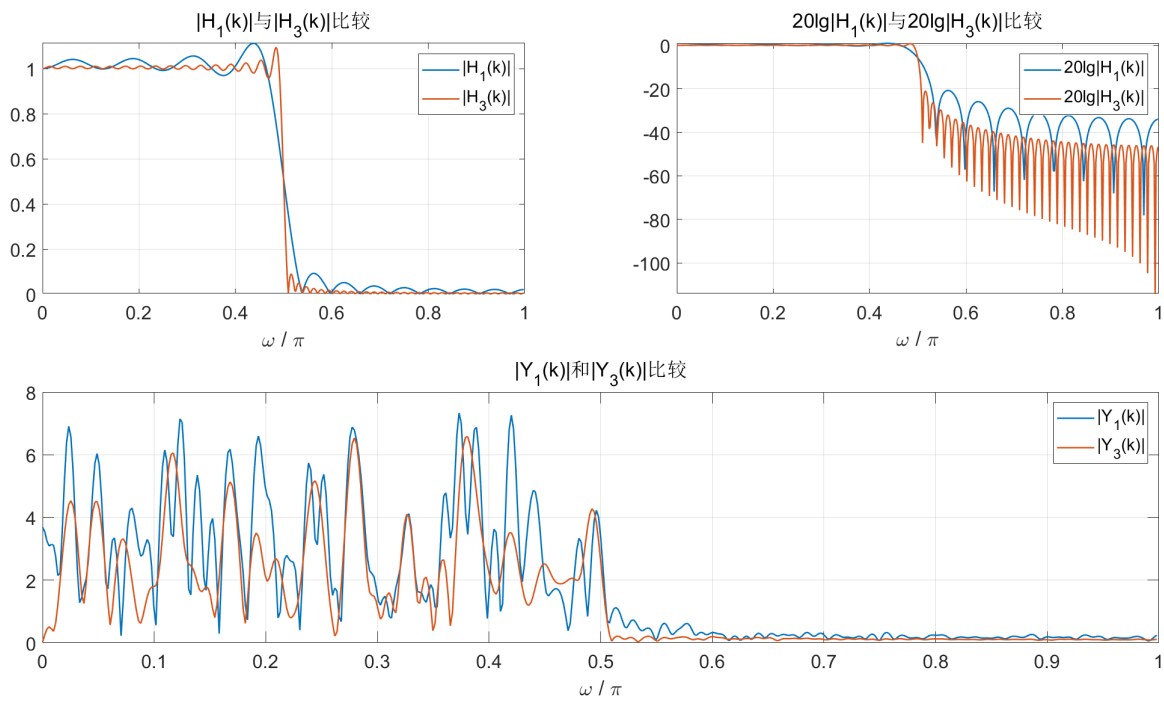 |H₁(k)|与|H₃(k)|比较
1
0.8
0.6
0.4
0.2
0
|H₁(k)|
|H₃(k)|
0 0.2 0.4 0.6 0.8 1
ω / π
20lg|H₁(k)|与20lg|H₃(k)|比较
0
-20
-40
-60
-80
-100
20lg|H₁(k)|
20lg|H₃(k)|
0 0.2 0.4 0.6 0.8 1
ω / π
|Y₁(k)|和|Y₃(k)|比较
8
6
4
2
0
|Y₁(k)|
|Y₃(k)|
0 0.1 0.2 0.3 0.4 0.5 0.6 0.7 0.8 0.9 1
ω / π